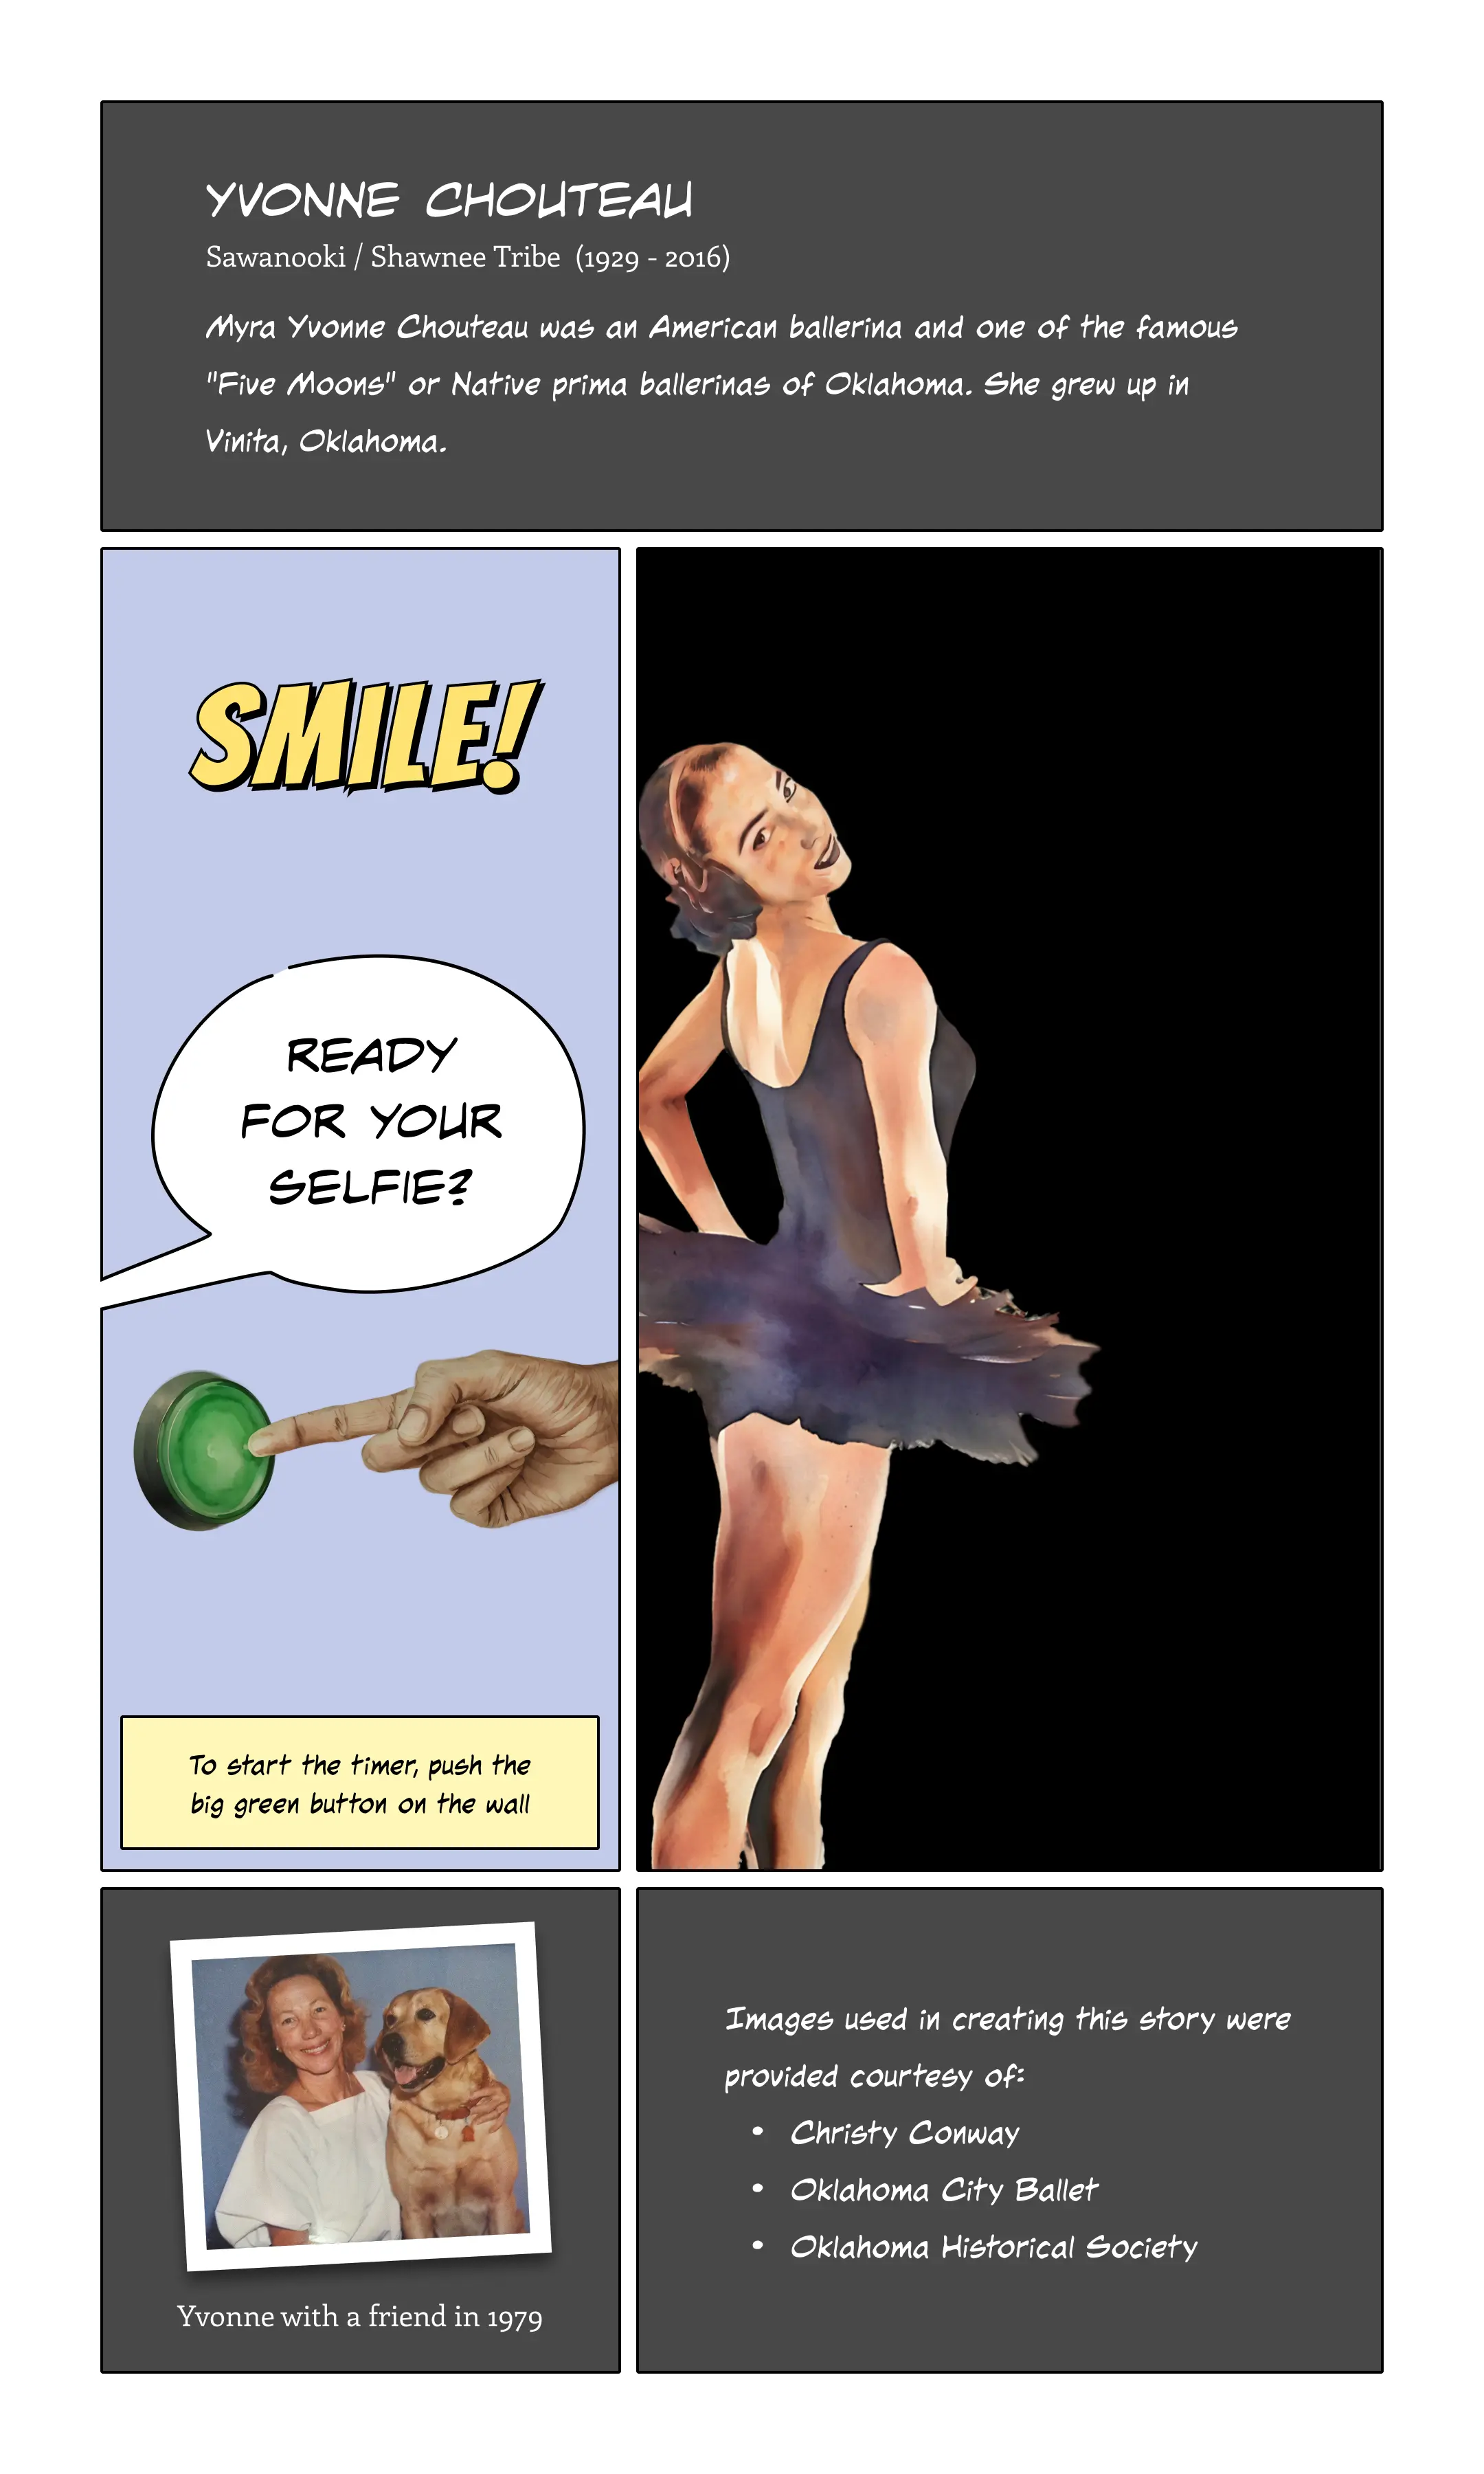 YVONNE CHOUTEAU
Sawanooki / Shawnee Tribe (1929 - 2016)
Myra Yvonne Chouteau was an American ballerina and one of the famous
"Five Moons" or Native prima ballerinas of Oklahoma. She grew up in
Vinita, Oklahoma.
SMILE!
READY
FOR YOUR
SELFIE?
To start the timer, push the
big green button on the wall
Yvonne with a friend in 1979
Images used in creating this story were
provided courtesy of:
• Christy Conway
• Oklahoma City Ballet
• Oklahoma Historical Society